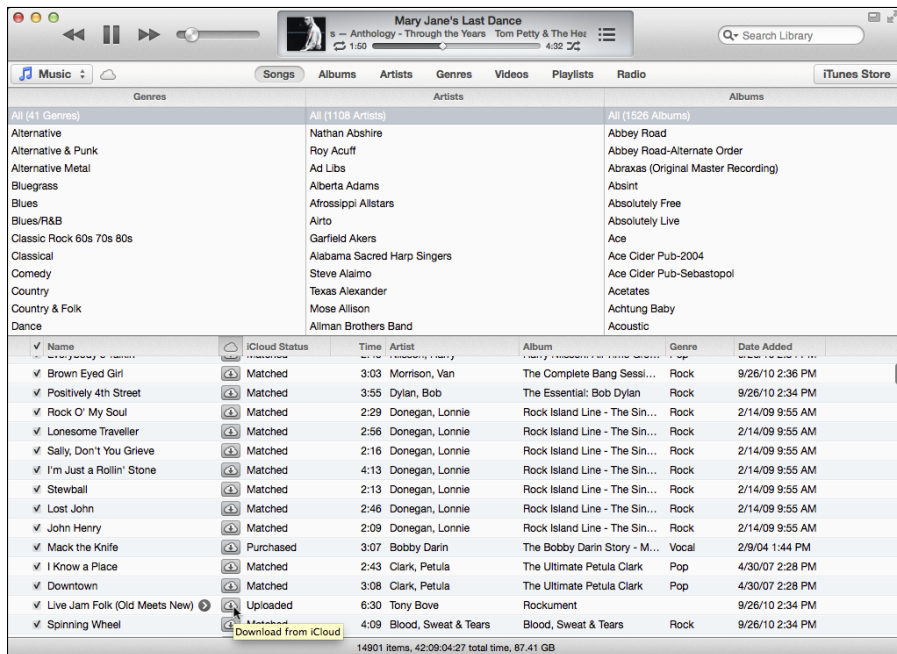 Mary Jane's Last Dance
s — Anthology - Through the Years Tom Petty & The Hea
1:50 4:32
Search Library
Music Songs Albums Artists Genres Videos Playlists Radio iTunes Store
Genres Artists Albums
All (41 Genres) All (1108 Artists) All (1526 Albums)
Alternative Nathan Abshire Abbey Road
Alternative & Punk Roy Acuff Abbey Road-Alternate Order
Alternative Metal Ad Libs Abraxas (Original Master Recording)
Bluegrass Alberta Adams Absint
Blues Afrossippi Allstars Absolutely Free
Blues/R&B Airto Absolutely Live
Classic Rock 60s 70s 80s Garfield Akers Ace
Classical Alabama Sacred Harp Singers Ace Cider Pub-2004
Comedy Steve Alaimo Ace Cider Pub-Sebastopol
Country Texas Alexander Acetates
Country & Folk Mose Allison Achtung Baby
Dance Allman Brothers Band Acoustic
Name iCloud Status Time Artist Album Genre Date Added
Brown Eyed Girl Matched 3:03 Morrison, Van The Complete Bang Sessi... Rock 9/26/10 2:36 PM
Positively 4th Street Matched 3:55 Dylan, Bob The Essential: Bob Dylan Rock 9/26/10 2:34 PM
Rock O' My Soul Matched 2:29 Donegan, Lonnie Rock Island Line - The Sin... Rock 2/14/09 9:55 AM
Lonesome Traveller Matched 2:56 Donegan, Lonnie Rock Island Line - The Sin... Rock 2/14/09 9:55 AM
Sally, Don't You Grieve Matched 2:16 Donegan, Lonnie Rock Island Line - The Sin... Rock 2/14/09 9:55 AM
I'm Just a Rollin' Stone Matched 4:13 Donegan, Lonnie Rock Island Line - The Sin... Rock 2/14/09 9:55 AM
Stewball Matched 2:13 Donegan, Lonnie Rock Island Line - The Sin... Rock 2/14/09 9:55 AM
Lost John Matched 2:46 Donegan, Lonnie Rock Island Line - The Sin... Rock 2/14/09 9:55 AM
John Henry Matched 2:09 Donegan, Lonnie Rock Island Line - The Sin... Rock 2/14/09 9:55 AM
Mack the Knife Purchased 3:07 Bobby Darin The Bobby Darin Story - M... Vocal 2/9/04 1:44 PM
I Know a Place Matched 2:43 Clark, Petula The Ultimate Petula Clark Pop 4/30/07 2:28 PM
Downtown Matched 3:08 Clark, Petula The Ultimate Petula Clark Pop 4/30/07 2:28 PM
Live Jam Folk (Old Meets New) Uploaded 6:30 Tony Bove Rockument 9/26/10 2:34 PM
Spinning Wheel 4:09 Blood, Sweat & Tears Blood, Sweat & Tears Rock 9/26/10 2:34 PM
Download from iCloud
14901 items, 42:09:04:27 total time, 87.41 GB